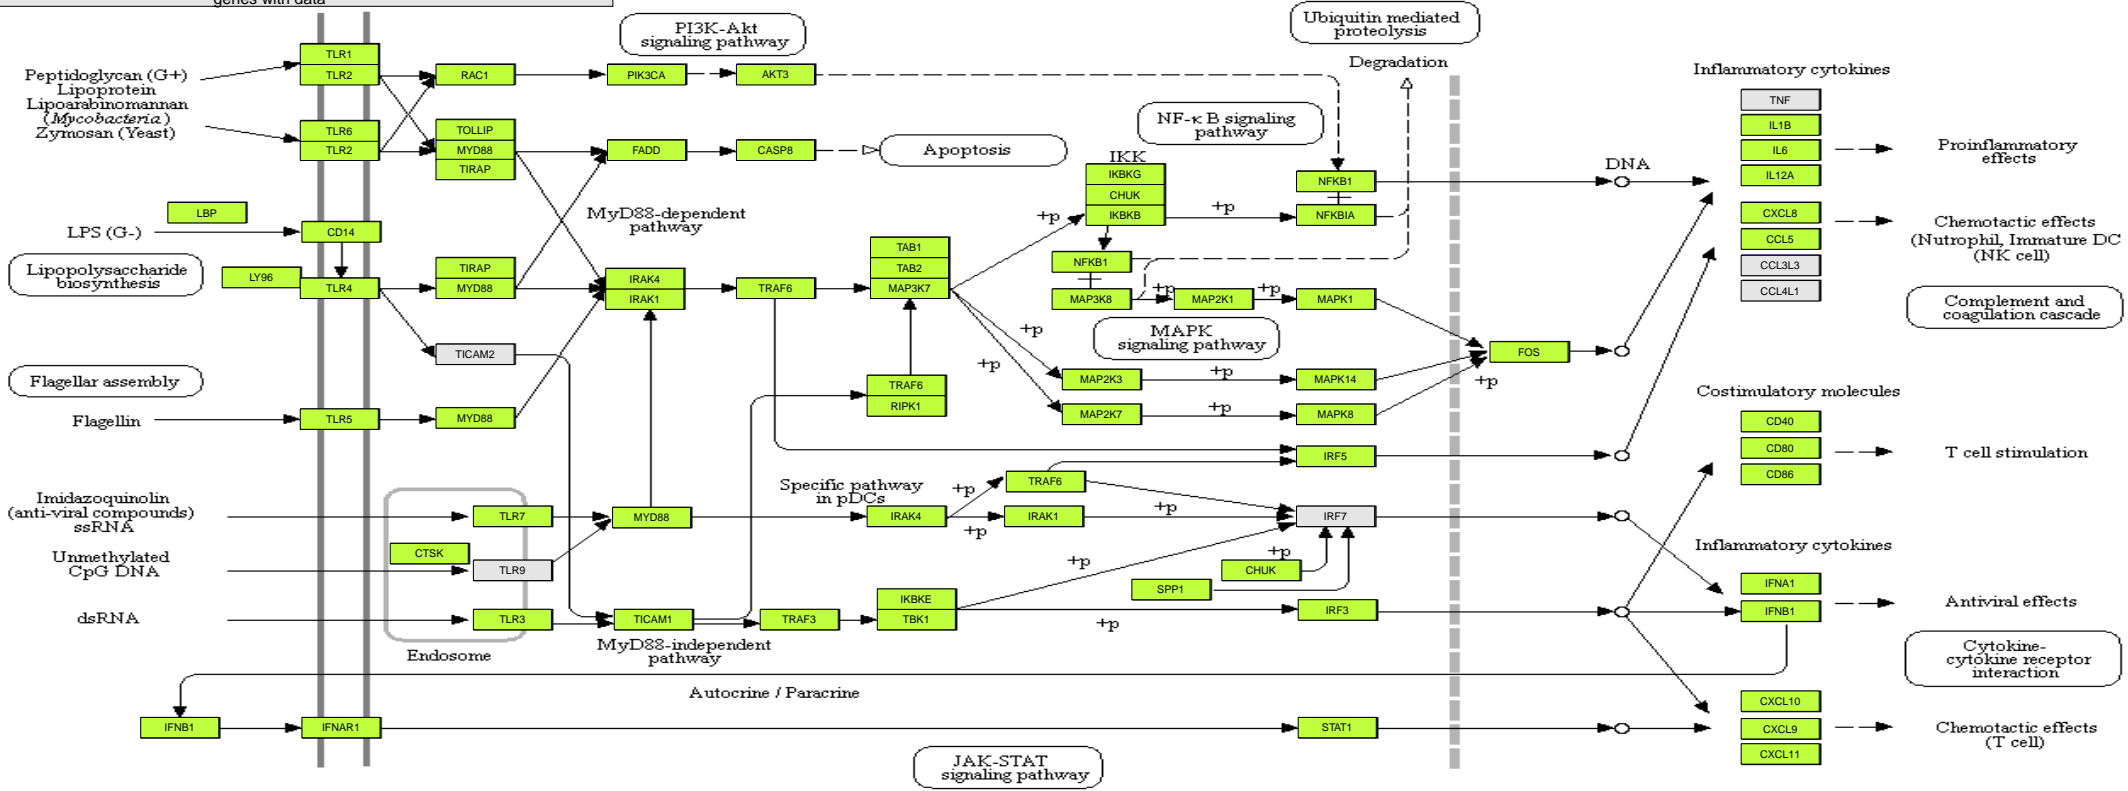 genes with data
PI3K-Akt
signaling pathway
Ubiquitin mediated
proteolysis
Degradation
Inflammatory cytokines
Peptidoglycan (G+)
Lipoprotein
Lipoarabinomannan
(Mycobacteria)
Zymosan (Yeast)
TLR1
TLR2
RAC1
PIK3CA
AKT3
TNF
IL1B
IL6
IL12A
Proinflammatory
effects
TLR6
TLR2
TOLLIP
MYD88
TIRAP
FADD
CASP8
Apoptosis
NF-κ B signaling
pathway
IKK
IKBKG
CHUK
IKBKB
NFKB1
NFKBIA
DNA
+p
+p
LBP
LPS (G-)
CD14
MyD88-dependent
pathway
CXCL8
CCL5
CCL3L3
CCL4L1
Chemotactic effects
(Nutrophil, Immature DC
(NK cell)
Lipopolysaccharide
biosynthesis
LY96
TLR4
TIRAP
MYD88
IRAK4
IRAK1
TRAF6
TAB1
TAB2
MAP3K7
NFKB1
MAP3K8
+p
MAP2K1
+p
MAPK1
Complement and
coagulation cascade
TICAM2
+p
MAPK
signaling pathway
FOS
+p
+p
MAP2K3
+p
MAPK14
Flagellar assembly
TRAF6
RIPK1
MAP2K7
+p
MAPK8
Costimulatory molecules
Flagellin
TLR5
MYD88
CD40
CD80
CD86
T cell stimulation
IRF5
Specific pathway
in pDCs
TRAF6
+p
Imidazoquinolin
(anti-viral compounds)
ssRNA
TLR7
MYD88
IRAK4
+p
IRAK1
+p
IRF7
Unmethylated
CpG DNA
CTSK
TLR9
+p
CHUK
+p
SPP1
Inflammatory cytokines
IFNA1
IFNB1
Antiviral effects
dsRNA
TLR3
TICAM1
TRAF3
IKBKE
TBK1
+p
IRF3
Endosome
MyD88-independent
pathway
Cytokine-
cytokine receptor
interaction
Autocrine / Paracrine
IFNB1
IFNAR1
STAT1
CXCL10
CXCL9
CXCL11
Chemotactic effects
(T cell)
JAK-STAT
signaling pathway